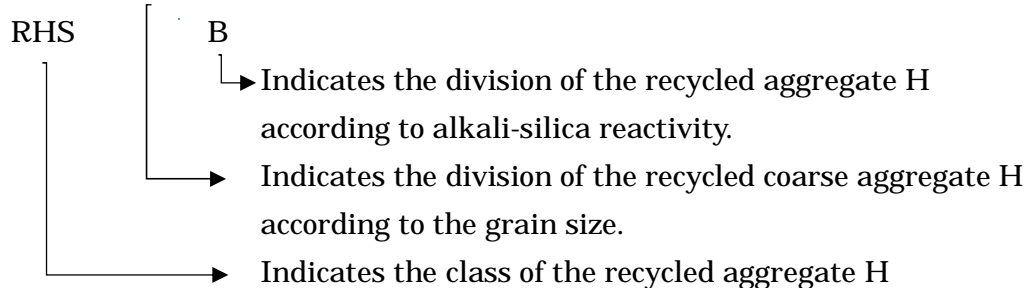 RHS B
Indicates the division of the recycled aggregate H
according to alkali-silica reactivity.
Indicates the division of the recycled coarse aggregate H
according to the grain size.
Indicates the class of the recycled aggregate H